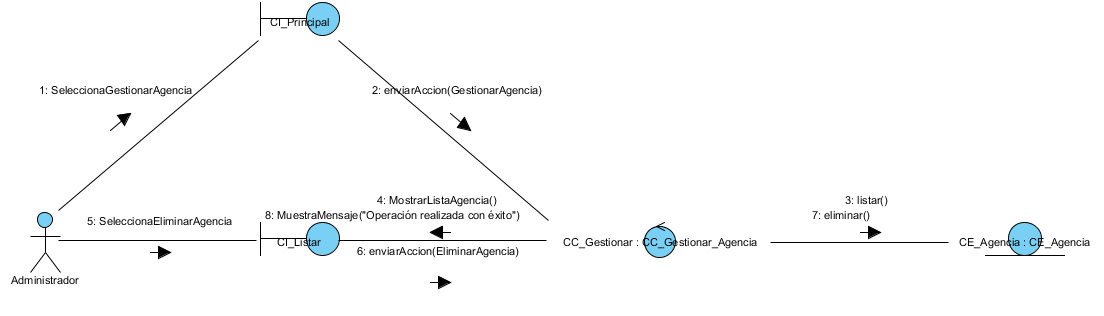 CI_Principal
1: SeleccionaGestionarAgencia
2: enviarAccion(GestionarAgencia)
4: MostrarListaAgencia()
3: listar()
8: MuestraMensaje("Operación realizada con éxito")
7: eliminar()
5: SeleccionaEliminarAgencia
CI_Listar
CC_Gestionar : CC_Gestionar_Agencia
CE_Agencia : CE_Agencia
6: enviarAccion(EliminarAgencia)
Administrador